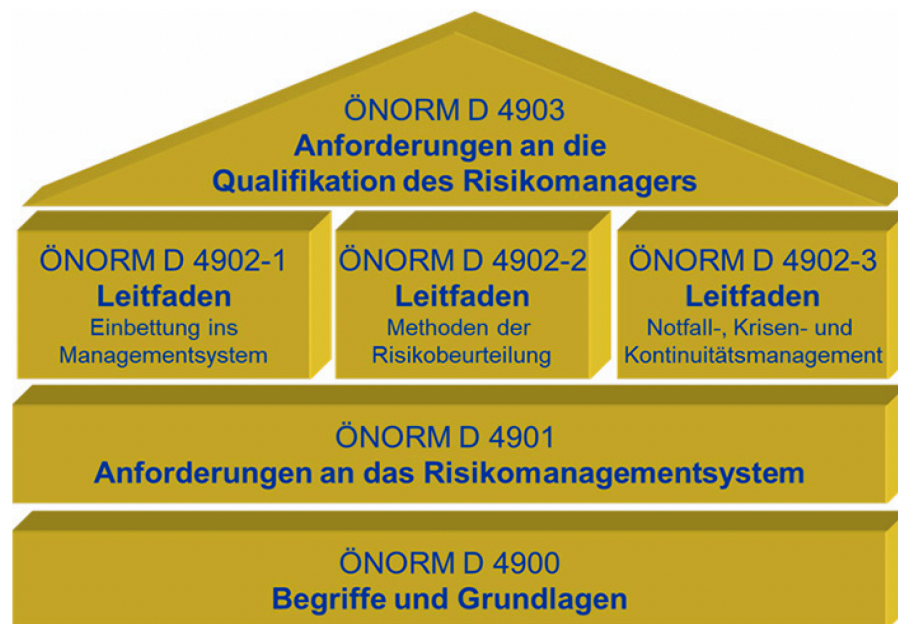 ÖNORM D 4903
Anforderungen an die
Qualifikation des Risikomanagers
ÖNORM D 4902-1
Leitfaden
Einbettung ins
Managementsystem
ÖNORM D 4902-2
Leitfaden
Methoden der
Risikobeurteilung
ÖNORM D 4902-3
Leitfaden
Notfall-, Krisen- und
Kontinuitätsmanagement
ÖNORM D 4901
Anforderungen an das Risikomanagementsystem
ÖNORM D 4900
Begriffe und Grundlagen